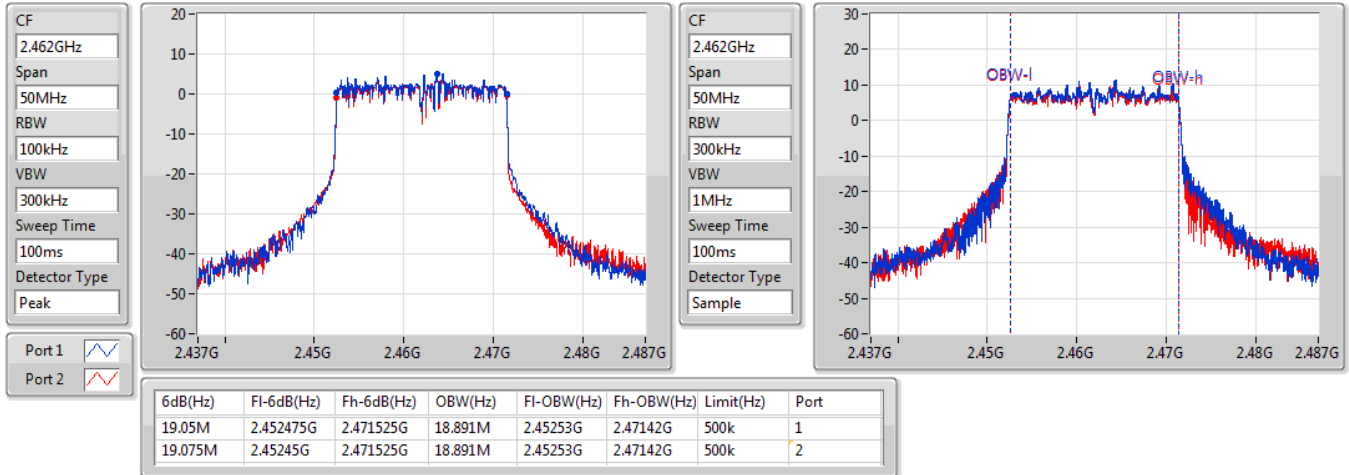 CF
2.462GHz
Span
50MHz
RBW
100kHz
VBW
300kHz
Sweep Time
100ms
Detector Type
Peak
Port 1
Port 2
20
10
0
-10
-20
-30
-40
-50
-60
2.437G 2.45G 2.46G 2.47G 2.48G 2.487G
CF
2.462GHz
Span
50MHz
RBW
300kHz
VBW
1MHz
Sweep Time
100ms
Detector Type
Sample
30
20
10
0
-10
-20
-30
-40
-50
-60
OBW-l OBW-h
2.437G 2.45G 2.46G 2.47G 2.48G 2.487G
6dB(Hz) Fl-6dB(Hz) Fh-6dB(Hz) OBW(Hz) Fl-OBW(Hz) Fh-OBW(Hz) Limit(Hz) Port
19.05M 2.452475G 2.471525G 18.891M 2.45253G 2.47142G 500k 1
19.075M 2.45245G 2.471525G 18.891M 2.45253G 2.47142G 500k 2